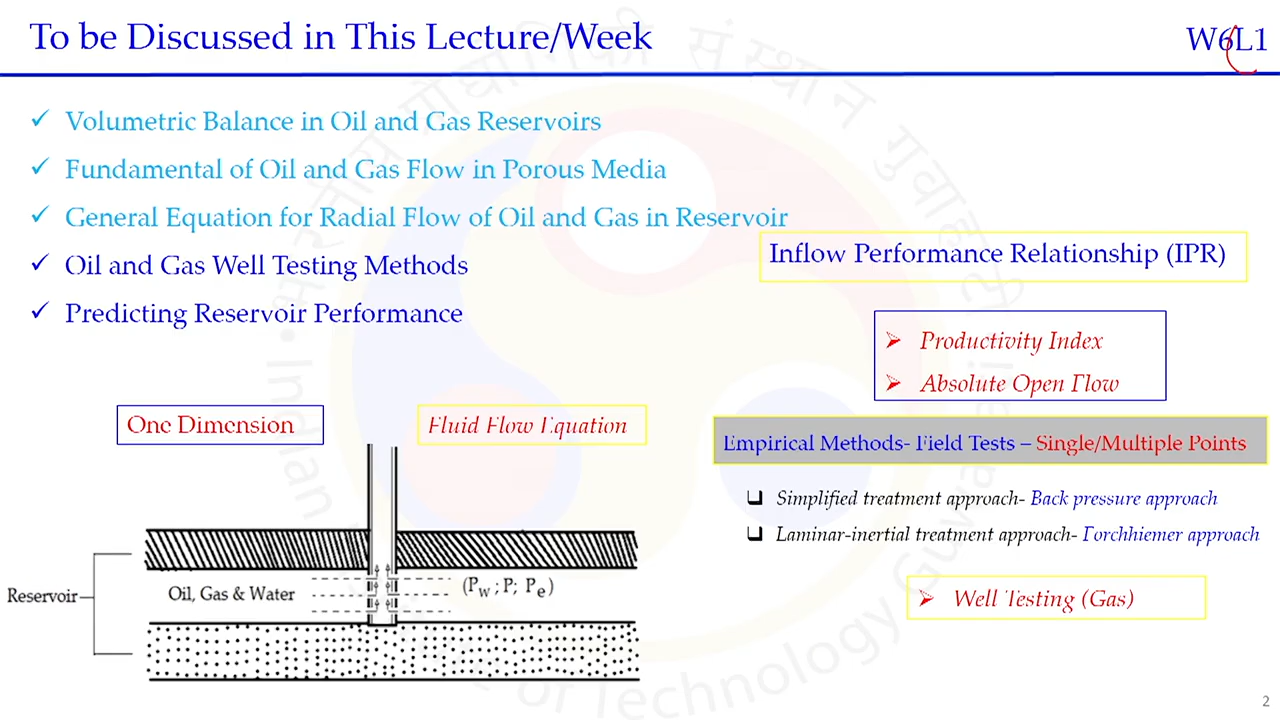 To be Discussed in This Lecture/Week
W6L1
✓ Volumetric Balance in Oil and Gas Reservoirs
✓ Fundamental of Oil and Gas Flow in Porous Media
✓ General Equation for Radial Flow of Oil and Gas in Reservoir
✓ Oil and Gas Well Testing Methods
✓ Predicting Reservoir Performance
Inflow Performance Relationship (IPR)
➢ Productivity Index
➢ Absolute Open Flow
One Dimension
Fluid Flow Equation
Empirical Methods- Field Tests – Single/Multiple Points
❑ Simplified treatment approach- Back pressure approach
❑ Laminar-inertial treatment approach- Forchhiemer approach
➢ Well Testing (Gas)
Reservoir
Oil, Gas & Water
(Pw ; P; Pe)
2